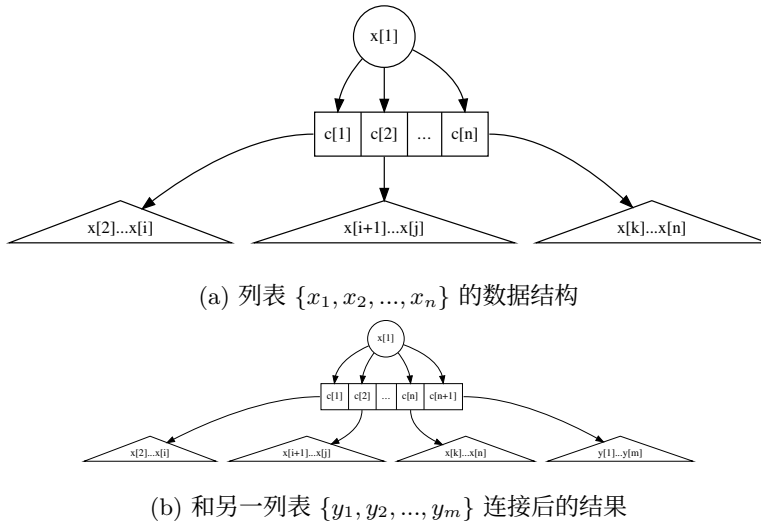 x[1]
c[1] c[2] ... c[n]
x[2]...x[i] x[i+1]...x[j] x[k]...x[n]
(a) 列表 {x₁, x₂, ..., xₙ} 的数据结构
x[1]
c[1] c[2] ... c[n] c[n+1]
x[2]...x[i] x[i+1]...x[j] x[k]...x[n] y[1]...y[m]
(b) 和另一列表 {y₁, y₂, ..., yₘ} 连接后的结果